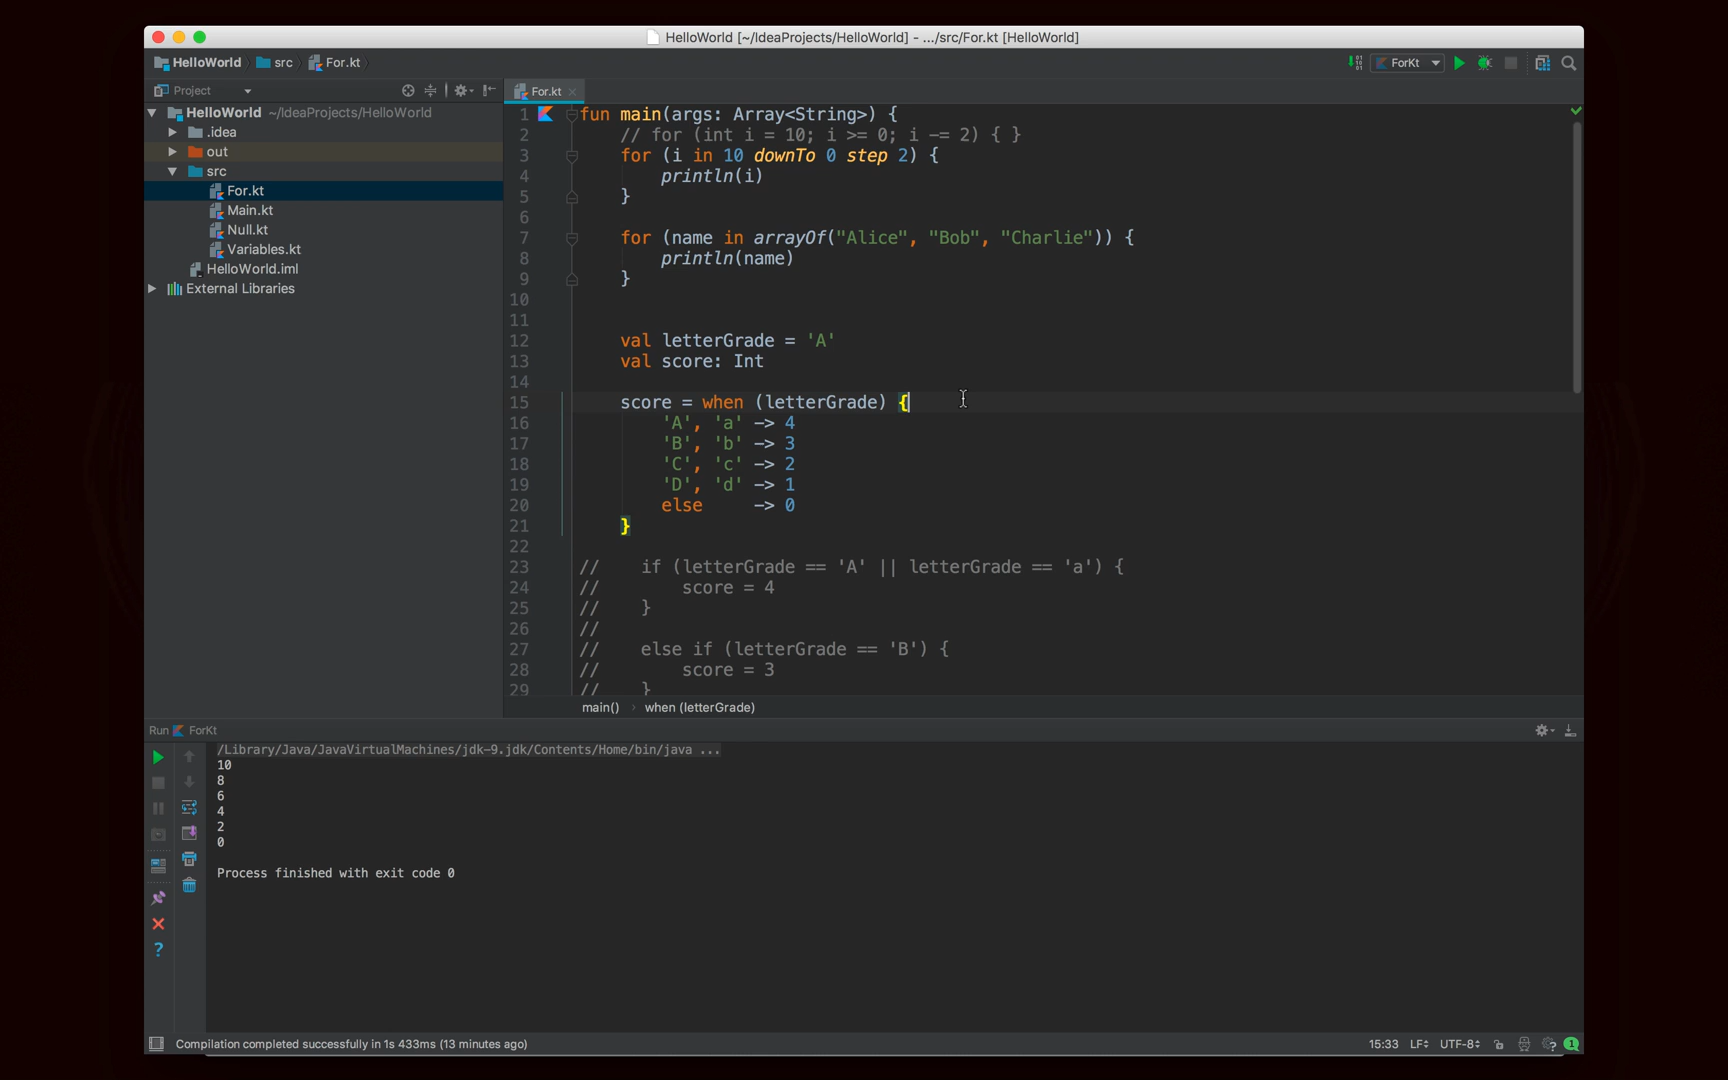 HelloWorld [~/IdeaProjects/HelloWorld] - .../src/For.kt [HelloWorld]
HelloWorld src For.kt
ForKt
Project
For.kt
HelloWorld ~/IdeaProjects/HelloWorld
.idea
out
src
For.kt
Main.kt
Null.kt
Variables.kt
HelloWorld.iml
External Libraries
1 fun main(args: Array<String>) {
2 // for (int i = 10; i >= 0; i -= 2) { }
3 for (i in 10 downTo 0 step 2) {
4 println(i)
5 }
6
7 for (name in arrayOf("Alice", "Bob", "Charlie")) {
8 println(name)
9 }
10
11
12 val letterGrade = 'A'
13 val score: Int
14
15 score = when (letterGrade) {
16 'A', 'a' -> 4
17 'B', 'b' -> 3
18 'C', 'c' -> 2
19 'D', 'd' -> 1
20 else -> 0
21 }
22
23 // if (letterGrade == 'A' || letterGrade == 'a') {
24 // score = 4
25 // }
26 //
27 // else if (letterGrade == 'B') {
28 // score = 3
29 // }
main() when (letterGrade)
Run ForKt
/Library/Java/JavaVirtualMachines/jdk-9.jdk/Contents/Home/bin/java ...
10
8
6
4
2
0
Process finished with exit code 0
Compilation completed successfully in 1s 433ms (13 minutes ago)
15:33 LF UTF-8 1